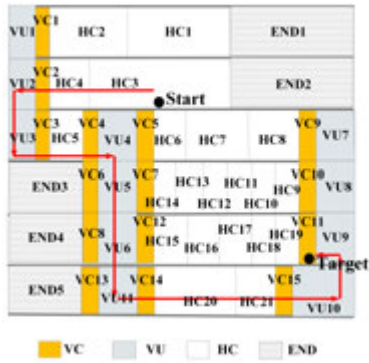 VU1 VC1 HC2 HC1 END1
VU2 VC2 HC4 HC3 END2
Start
VU3 VC3 HC5 VC4 VU4 VC5 HC6 HC7 HC8 VC9 VU7
END3 VC6 VU5 VC7 HC14 HC13 HC12 HC11 HC10 HC9 VC10 VU8
END4 VC8 VU6 VC12 HC15 HC16 HC17 HC18 HC19 VC11 VU9
Target
END5 VC13 VU11 VC14 HC20 HC21 VC15 VU10
VC VU HC END